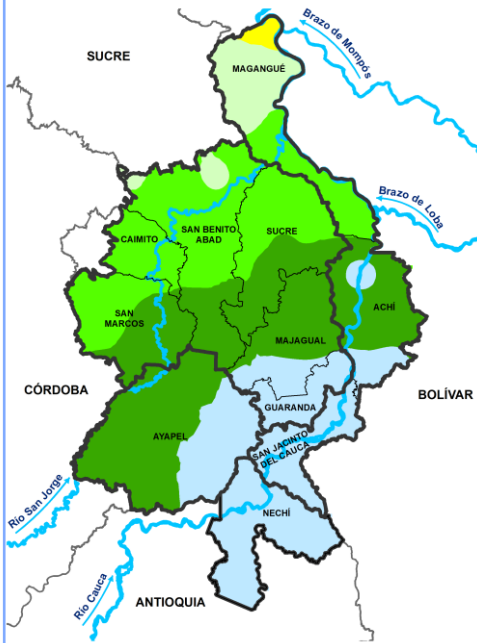 Brazo de Mompós
SUCRE
MAGANGUÉ
Brazo de Loba
SAN BENITO
ABAD
SUCRE
CAIMITO
ACHÍ
SAN
MARCOS
MAJAGUAL
CÓRDOBA
BOLÍVAR
GUARANDA
AYAPEL
SAN JACINTO
DEL CAUCA
Río San Jorge
NECHÍ
Río Cauca
ANTIOQUIA